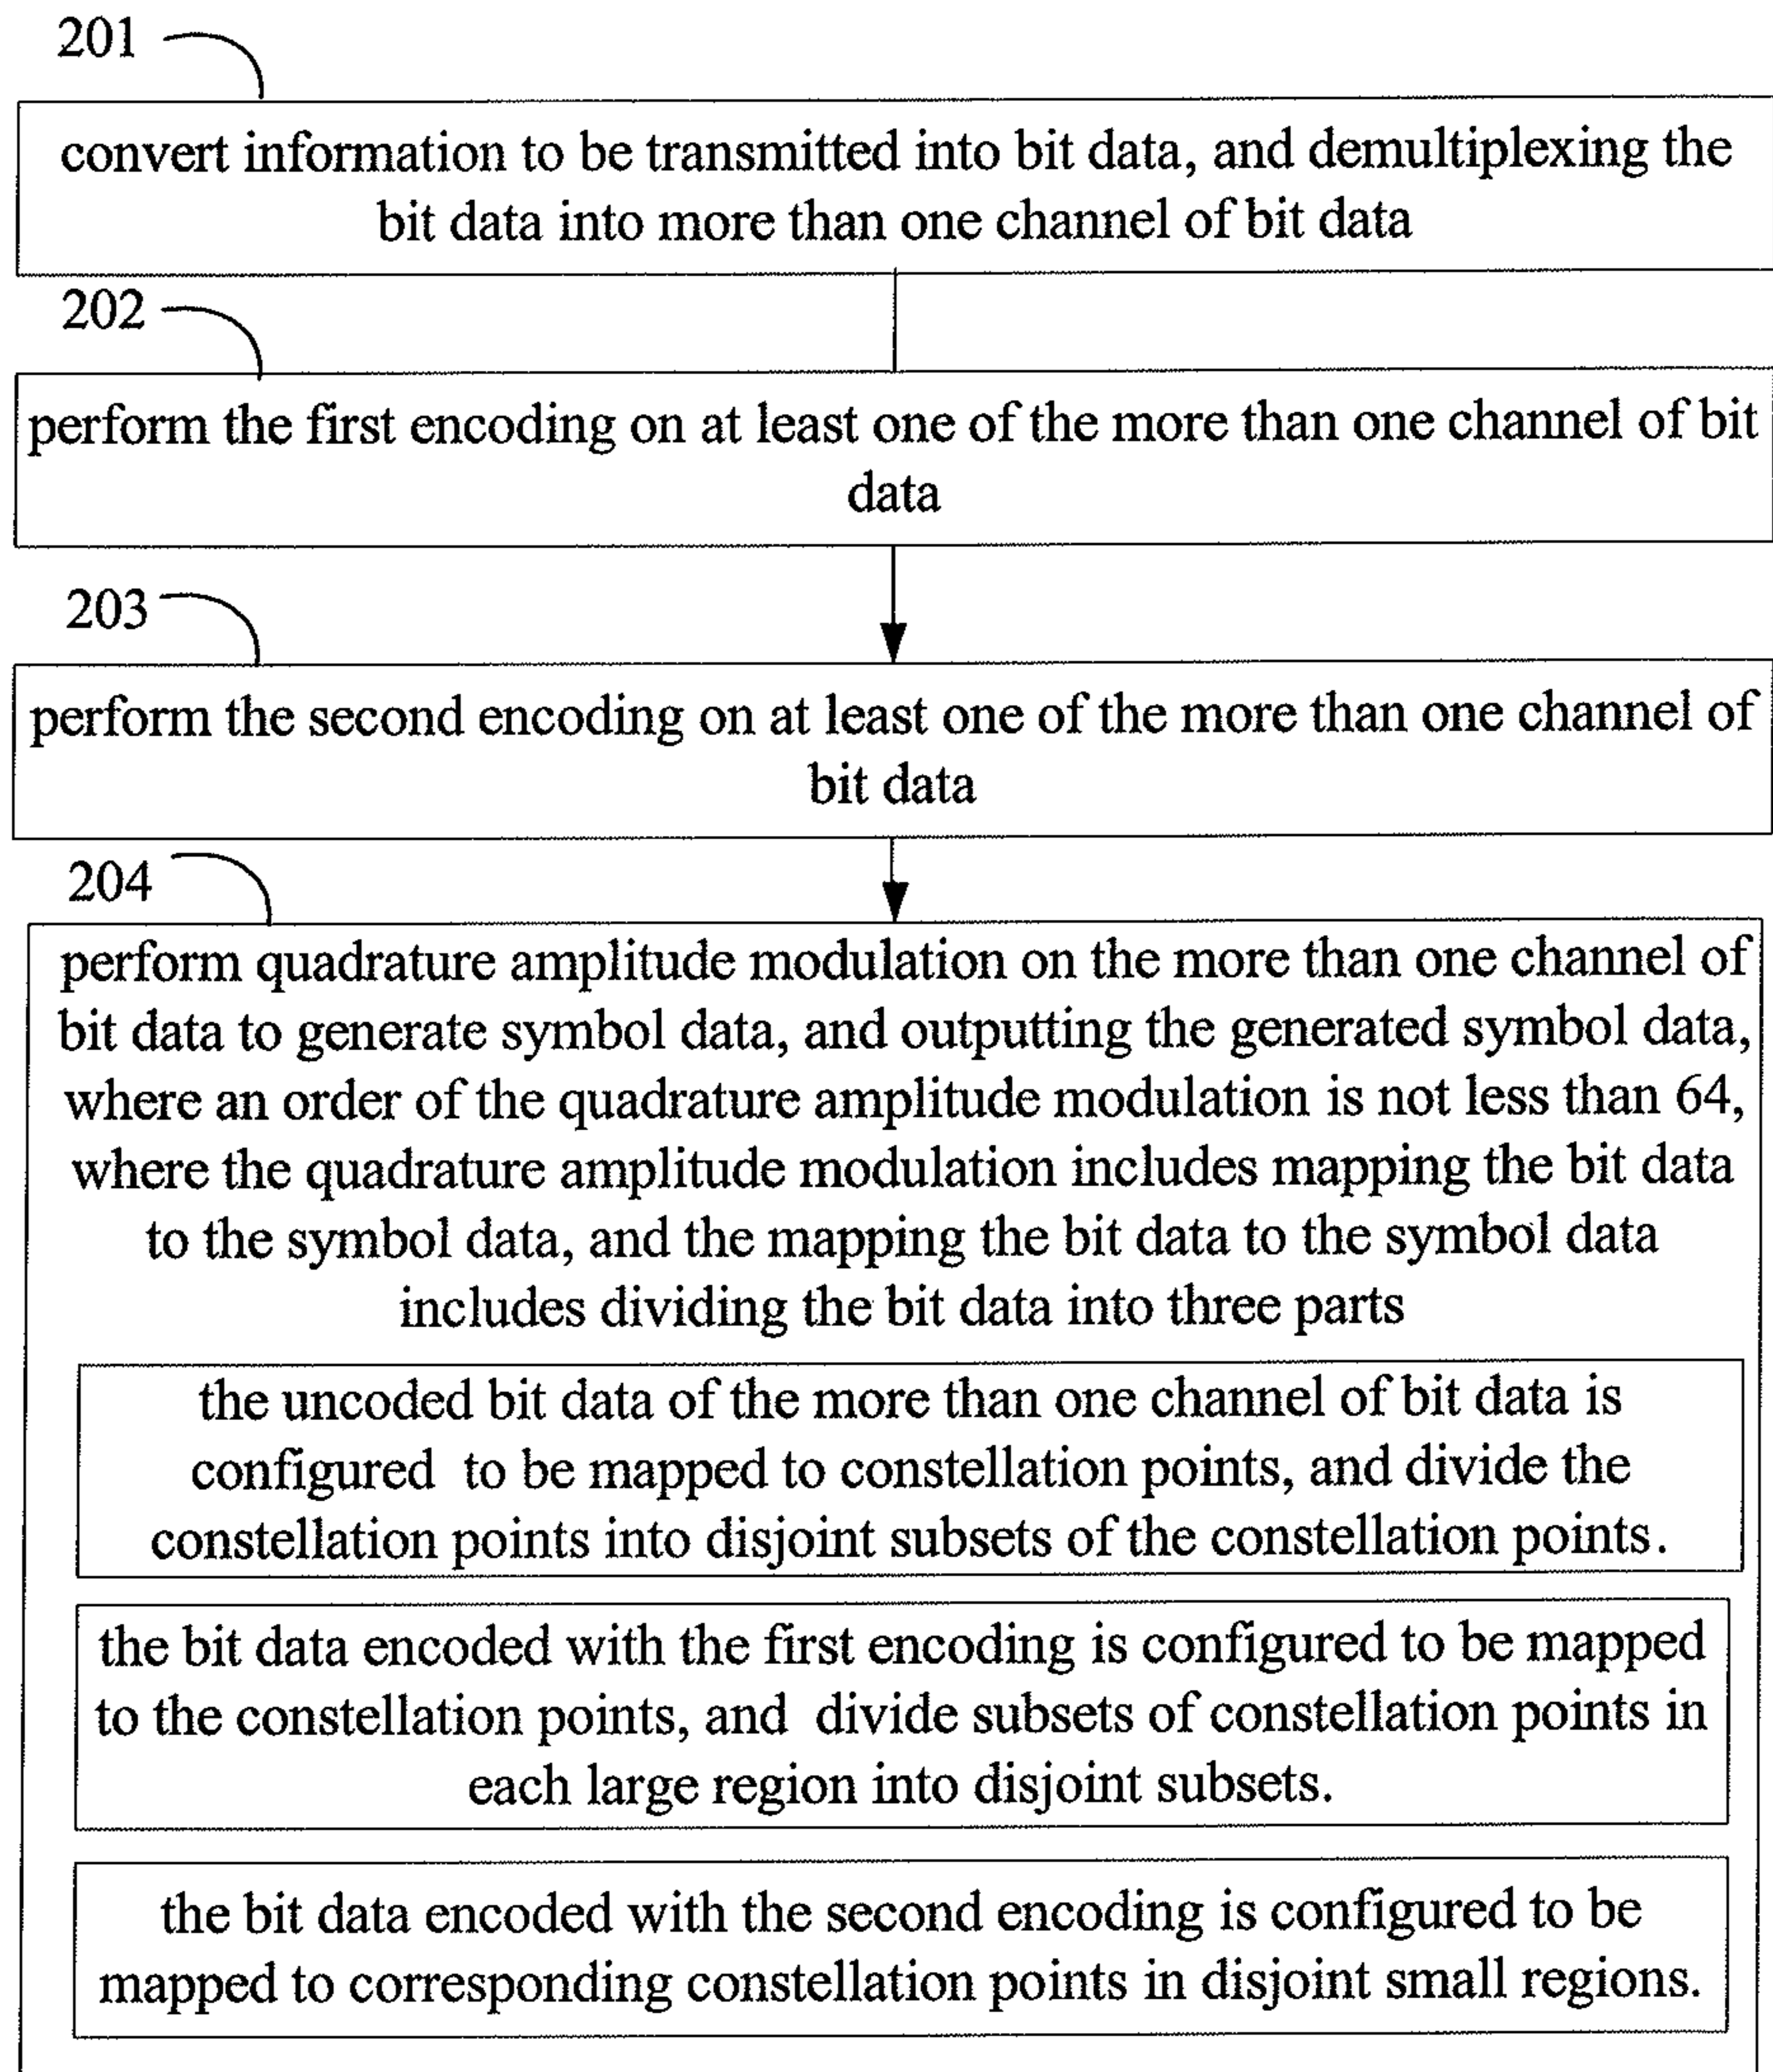 201
convert information to be transmitted into bit data, and demultiplexing the
bit data into more than one channel of bit data
202
perform the first encoding on at least one of the more than one channel of bit
data
203
perform the second encoding on at least one of the more than one channel of
bit data
204
perform quadrature amplitude modulation on the more than one channel of
bit data to generate symbol data, and outputting the generated symbol data,
where an order of the quadrature amplitude modulation is not less than 64,
where the quadrature amplitude modulation includes mapping the bit data
to the symbol data, and the mapping the bit data to the symbol data
includes dividing the bit data into three parts
the uncoded bit data of the more than one channel of bit data is
configured to be mapped to constellation points, and divide the
constellation points into disjoint subsets of the constellation points.
the bit data encoded with the first encoding is configured to be mapped
to the constellation points, and divide subsets of constellation points in
each large region into disjoint subsets.
the bit data encoded with the second encoding is configured to be
mapped to corresponding constellation points in disjoint small regions.